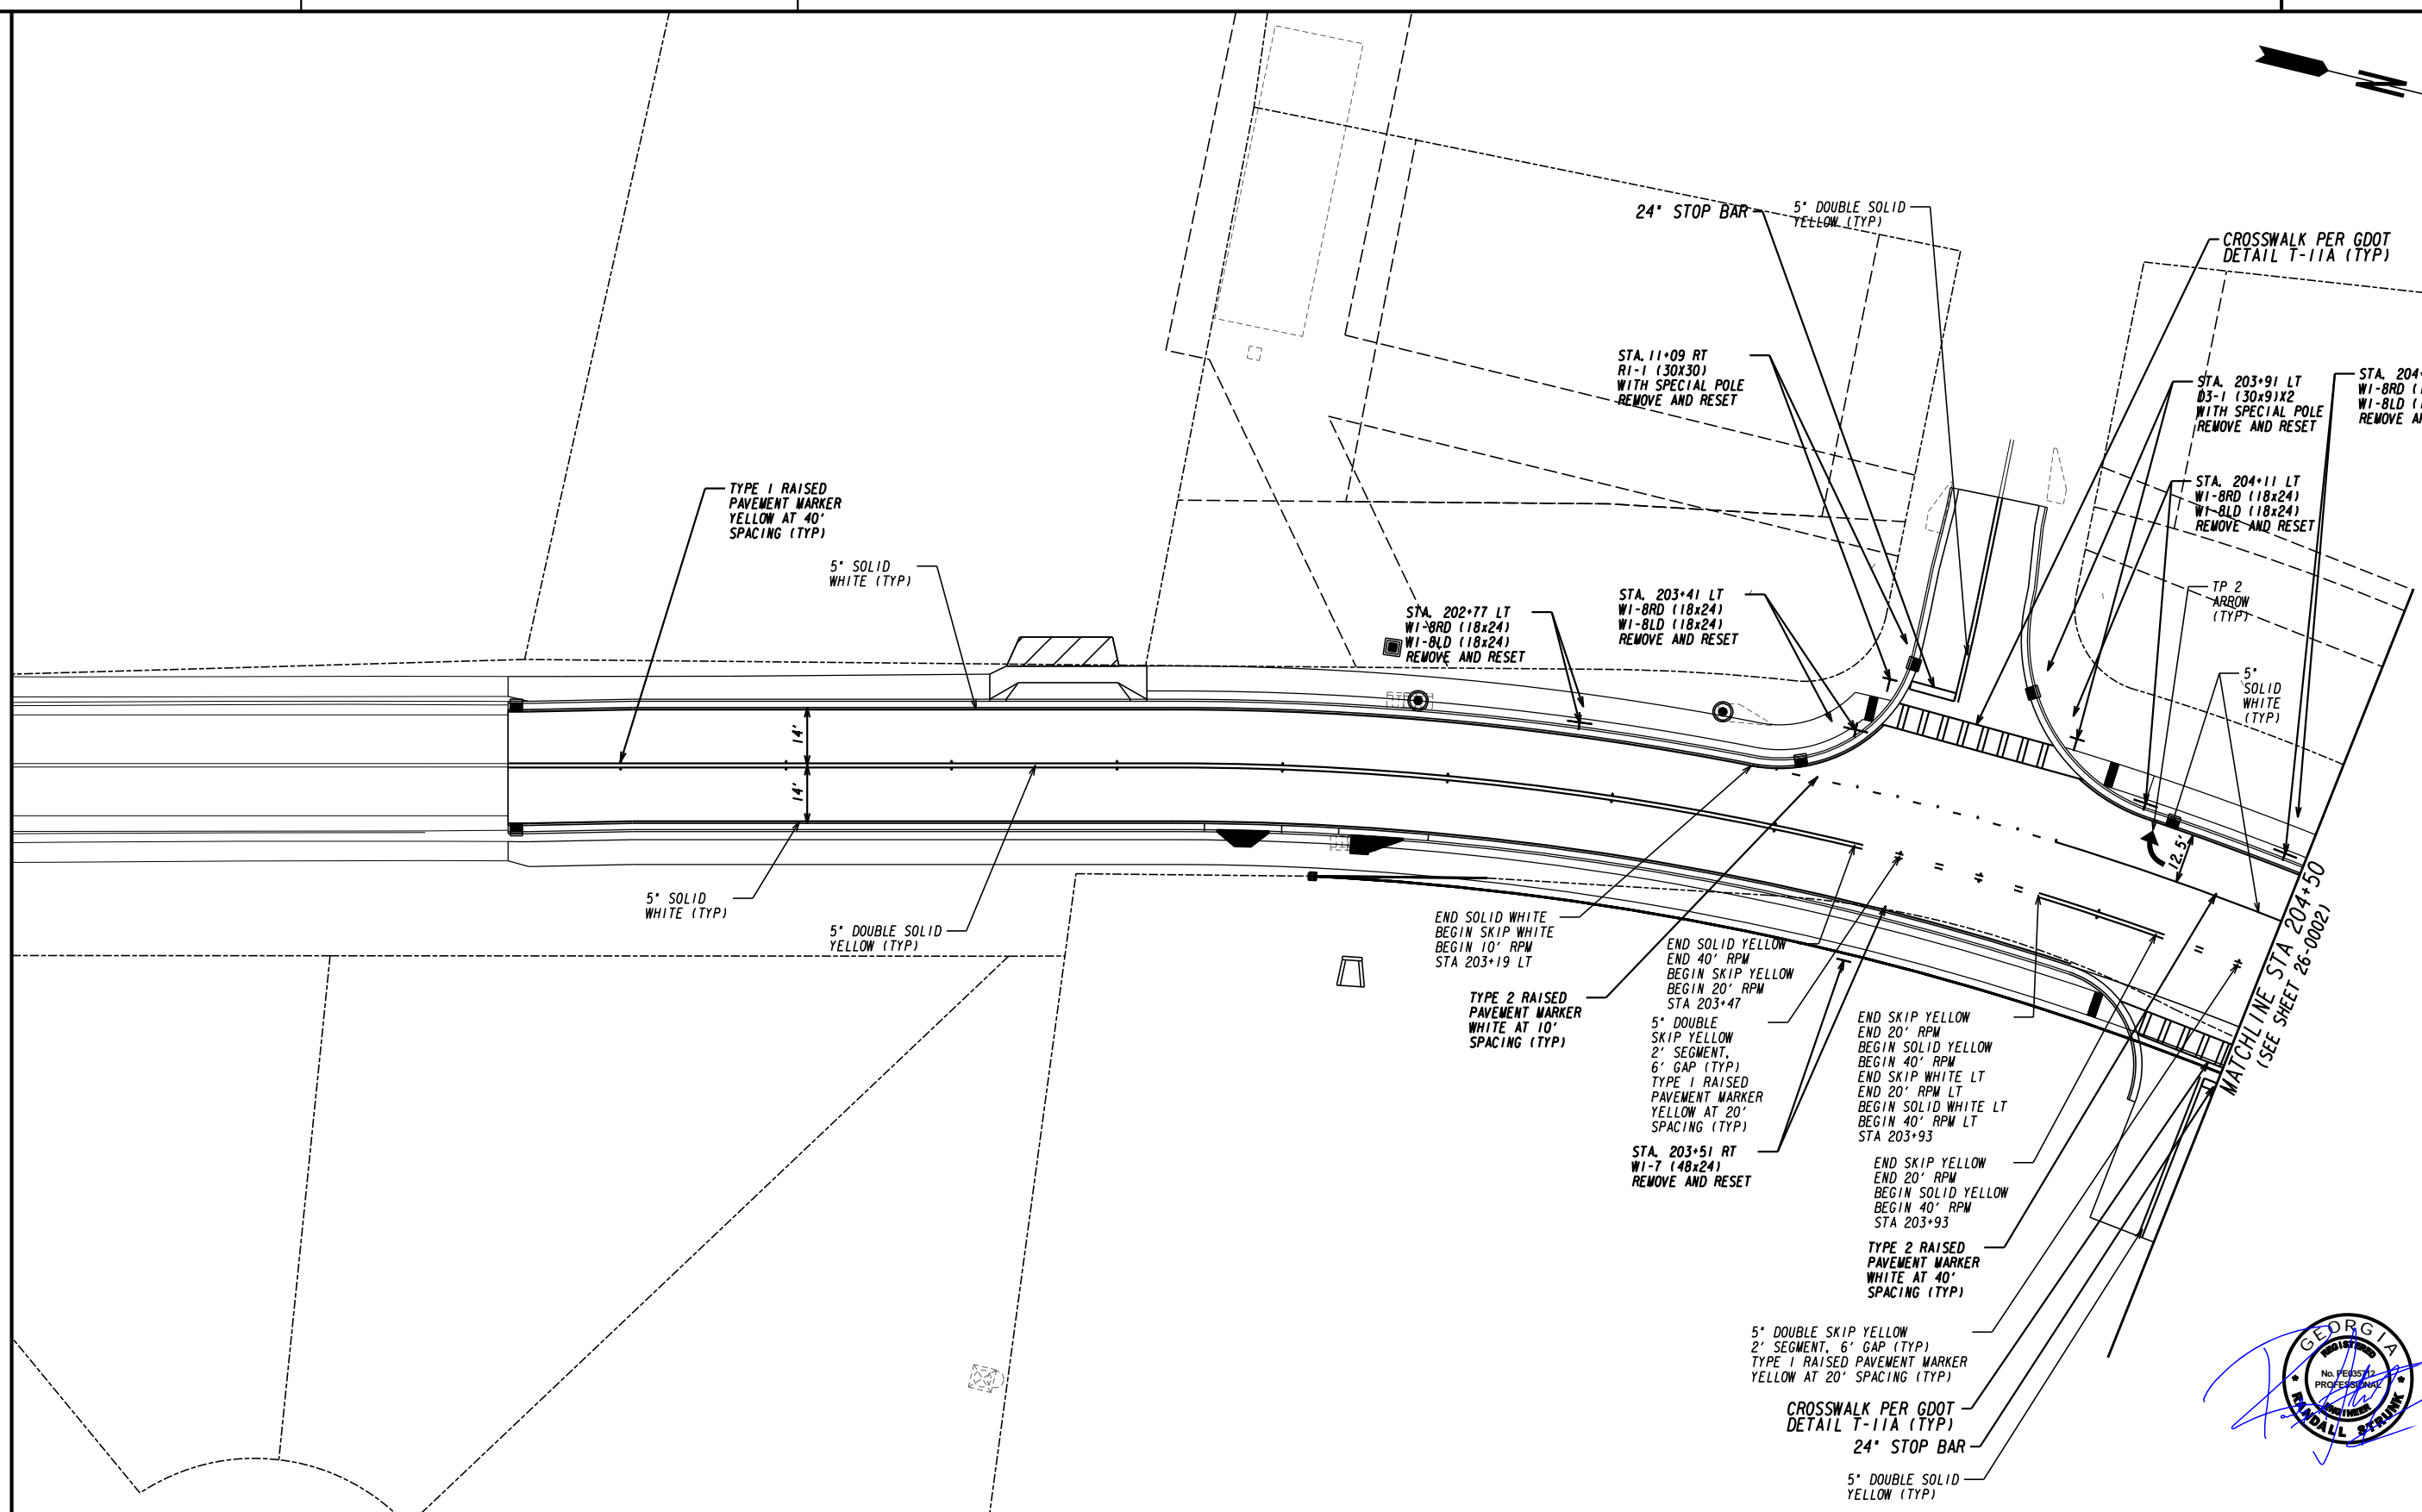 N
24" STOP BAR
5" DOUBLE SOLID
YELLOW (TYP)
CROSSWALK PER GDOT
DETAIL T-11A (TYP)
STA. 11+09 RT
R1-1 (30X30)
WITH SPECIAL POLE
REMOVE AND RESET
STA. 203+91 LT
D3-1 (30x9)X2
WITH SPECIAL POLE
REMOVE AND RESET
STA. 204+
W1-8RD (1
W1-8LD (1
REMOVE A
STA. 204+11 LT
W1-8RD (18x24)
W1-8LD (18x24)
REMOVE AND RESET
TYPE 1 RAISED
PAVEMENT MARKER
YELLOW AT 40'
SPACING (TYP)
5" SOLID
WHITE (TYP)
STA. 202+77 LT
W1-8RD (18x24)
W1-8LD (18x24)
REMOVE AND RESET
STA. 203+41 LT
W1-8RD (18x24)
W1-8LD (18x24)
REMOVE AND RESET
TP 2
ARROW
(TYP)
5"
SOLID
WHITE
(TYP)
14'
14'
12.5'
5" SOLID
WHITE (TYP)
5" DOUBLE SOLID
YELLOW (TYP)
END SOLID WHITE
BEGIN SKIP WHITE
BEGIN 10' RPM
STA 203+19 LT
TYPE 2 RAISED
PAVEMENT MARKER
WHITE AT 10'
SPACING (TYP)
END SOLID YELLOW
END 40' RPM
BEGIN SKIP YELLOW
BEGIN 20' RPM
STA 203+47
5" DOUBLE
SKIP YELLOW
2' SEGMENT,
6' GAP (TYP)
TYPE 1 RAISED
PAVEMENT MARKER
YELLOW AT 20'
SPACING (TYP)
STA. 203+51 RT
W1-7 (48x24)
REMOVE AND RESET
END SKIP YELLOW
END 20' RPM
BEGIN SOLID YELLOW
BEGIN 40' RPM
END SKIP WHITE LT
END 20' RPM LT
BEGIN SOLID WHITE LT
BEGIN 40' RPM LT
STA 203+93
END SKIP YELLOW
END 20' RPM
BEGIN SOLID YELLOW
BEGIN 40' RPM
STA 203+93
TYPE 2 RAISED
PAVEMENT MARKER
WHITE AT 40'
SPACING (TYP)
5" DOUBLE SKIP YELLOW
2' SEGMENT, 6' GAP (TYP)
TYPE 1 RAISED PAVEMENT MARKER
YELLOW AT 20' SPACING (TYP)
CROSSWALK PER GDOT
DETAIL T-11A (TYP)
24" STOP BAR
5" DOUBLE SOLID
YELLOW (TYP)
MATCHLINE STA 204+50
(SEE SHEET 26-0002)
GEORGIA
REGISTERED
No. PE035712
PROFESSIONAL
ENGINEER
RANDALL STRUNK